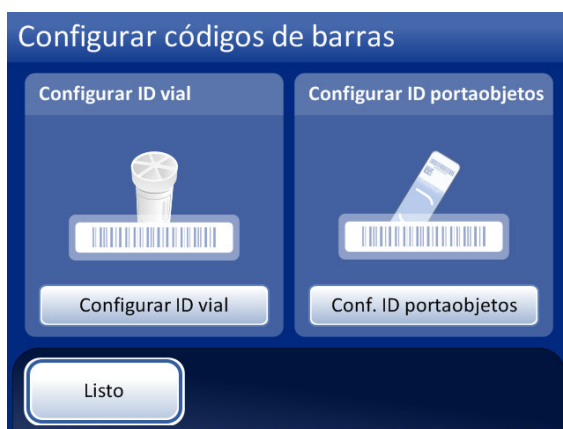 Configurar códigos de barras
Configurar ID vial
Configurar ID portaobjetos
Configurar ID vial
Conf. ID portaobjetos
Listo